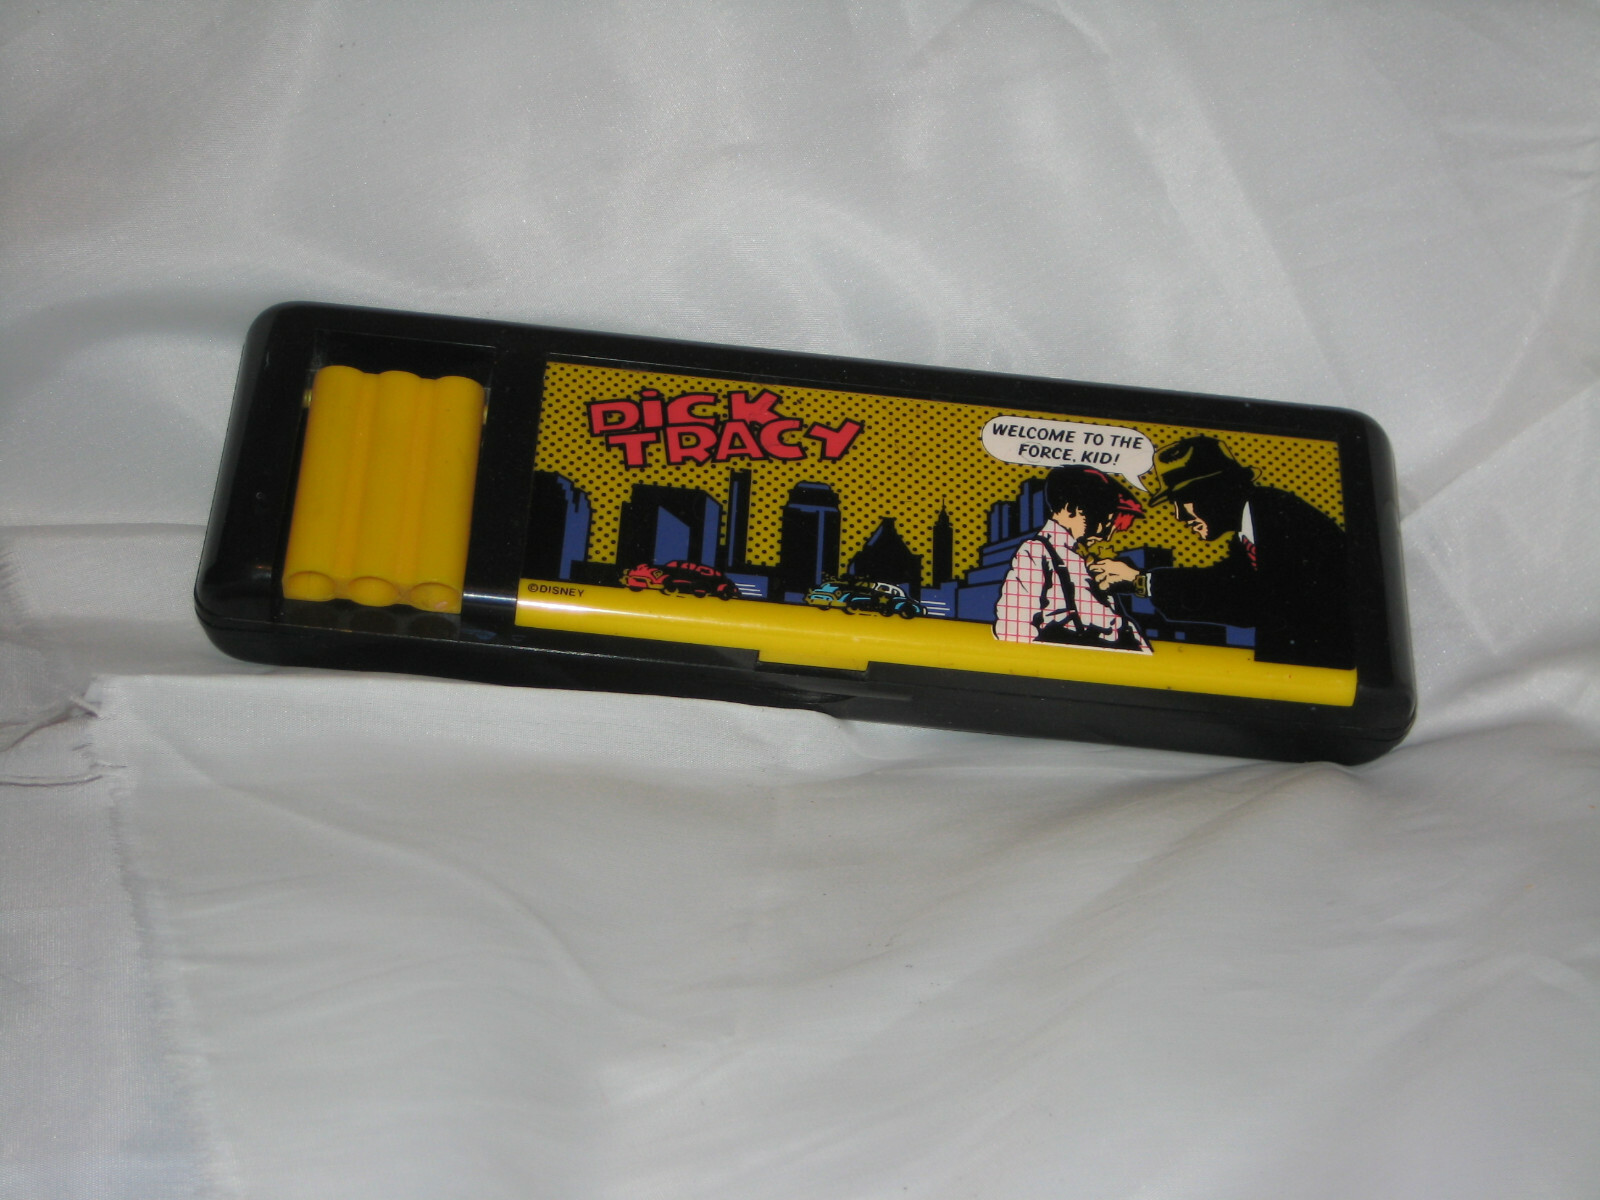 DiCK
TRACY
WELCOME TO THE
FORCE, KID!
©DISNEY